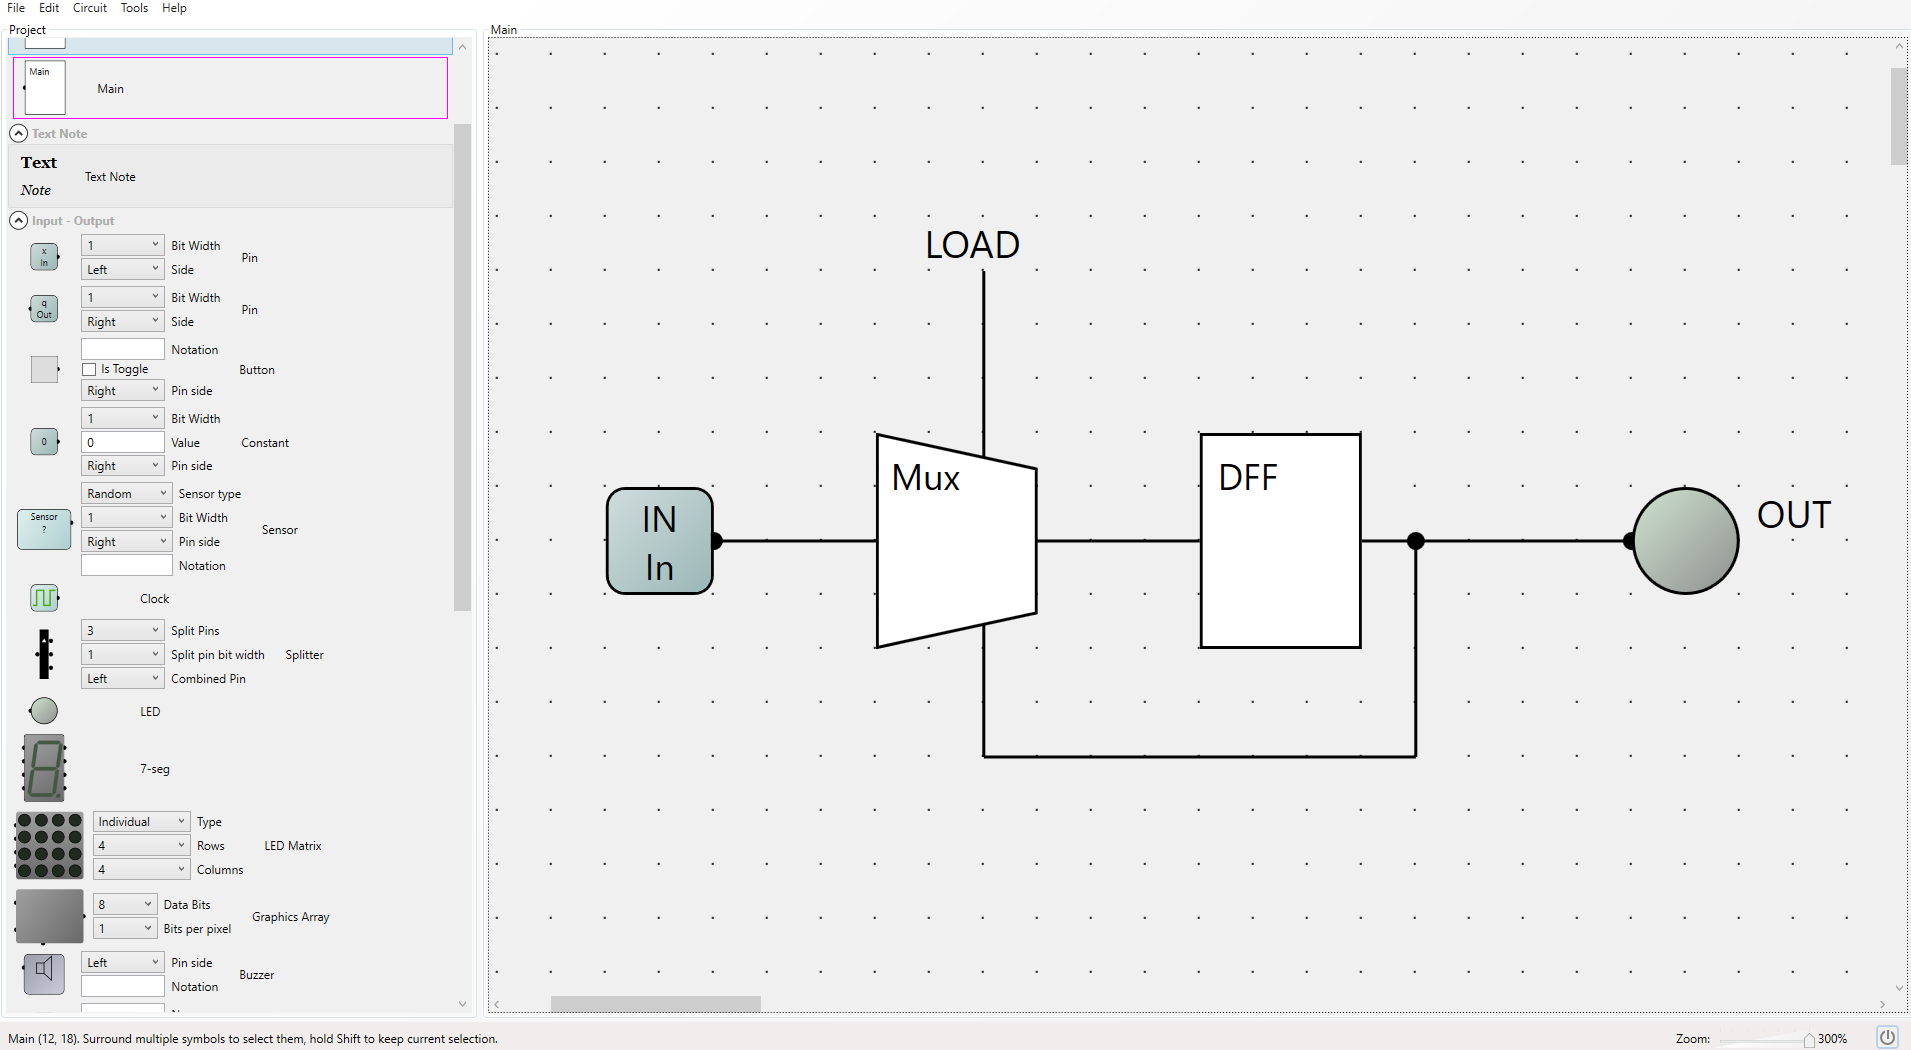 File Edit Circuit Tools Help
Project
Main
Main
Text Note
Text
Note
Text Note
Input - Output
x
In
1
Bit Width
Left
Side
Pin
q
Out
1
Bit Width
Right
Side
Pin
Notation
Is Toggle
Right
Pin side
Button
0
1
Bit Width
0
Value
Right
Pin side
Constant
Sensor
?
Random
Sensor type
1
Bit Width
Right
Pin side
Notation
Sensor
Clock
3
Split Pins
1
Split pin bit width
Left
Combined Pin
Splitter
LED
7-seg
Individual
Type
4
Rows
4
Columns
LED Matrix
8
Data Bits
1
Bits per pixel
Graphics Array
Left
Pin side
Notation
Buzzer
Main
LOAD
IN
In
Mux
DFF
OUT
Main (12, 18). Surround multiple symbols to select them, hold Shift to keep current selection.
Zoom:
300%